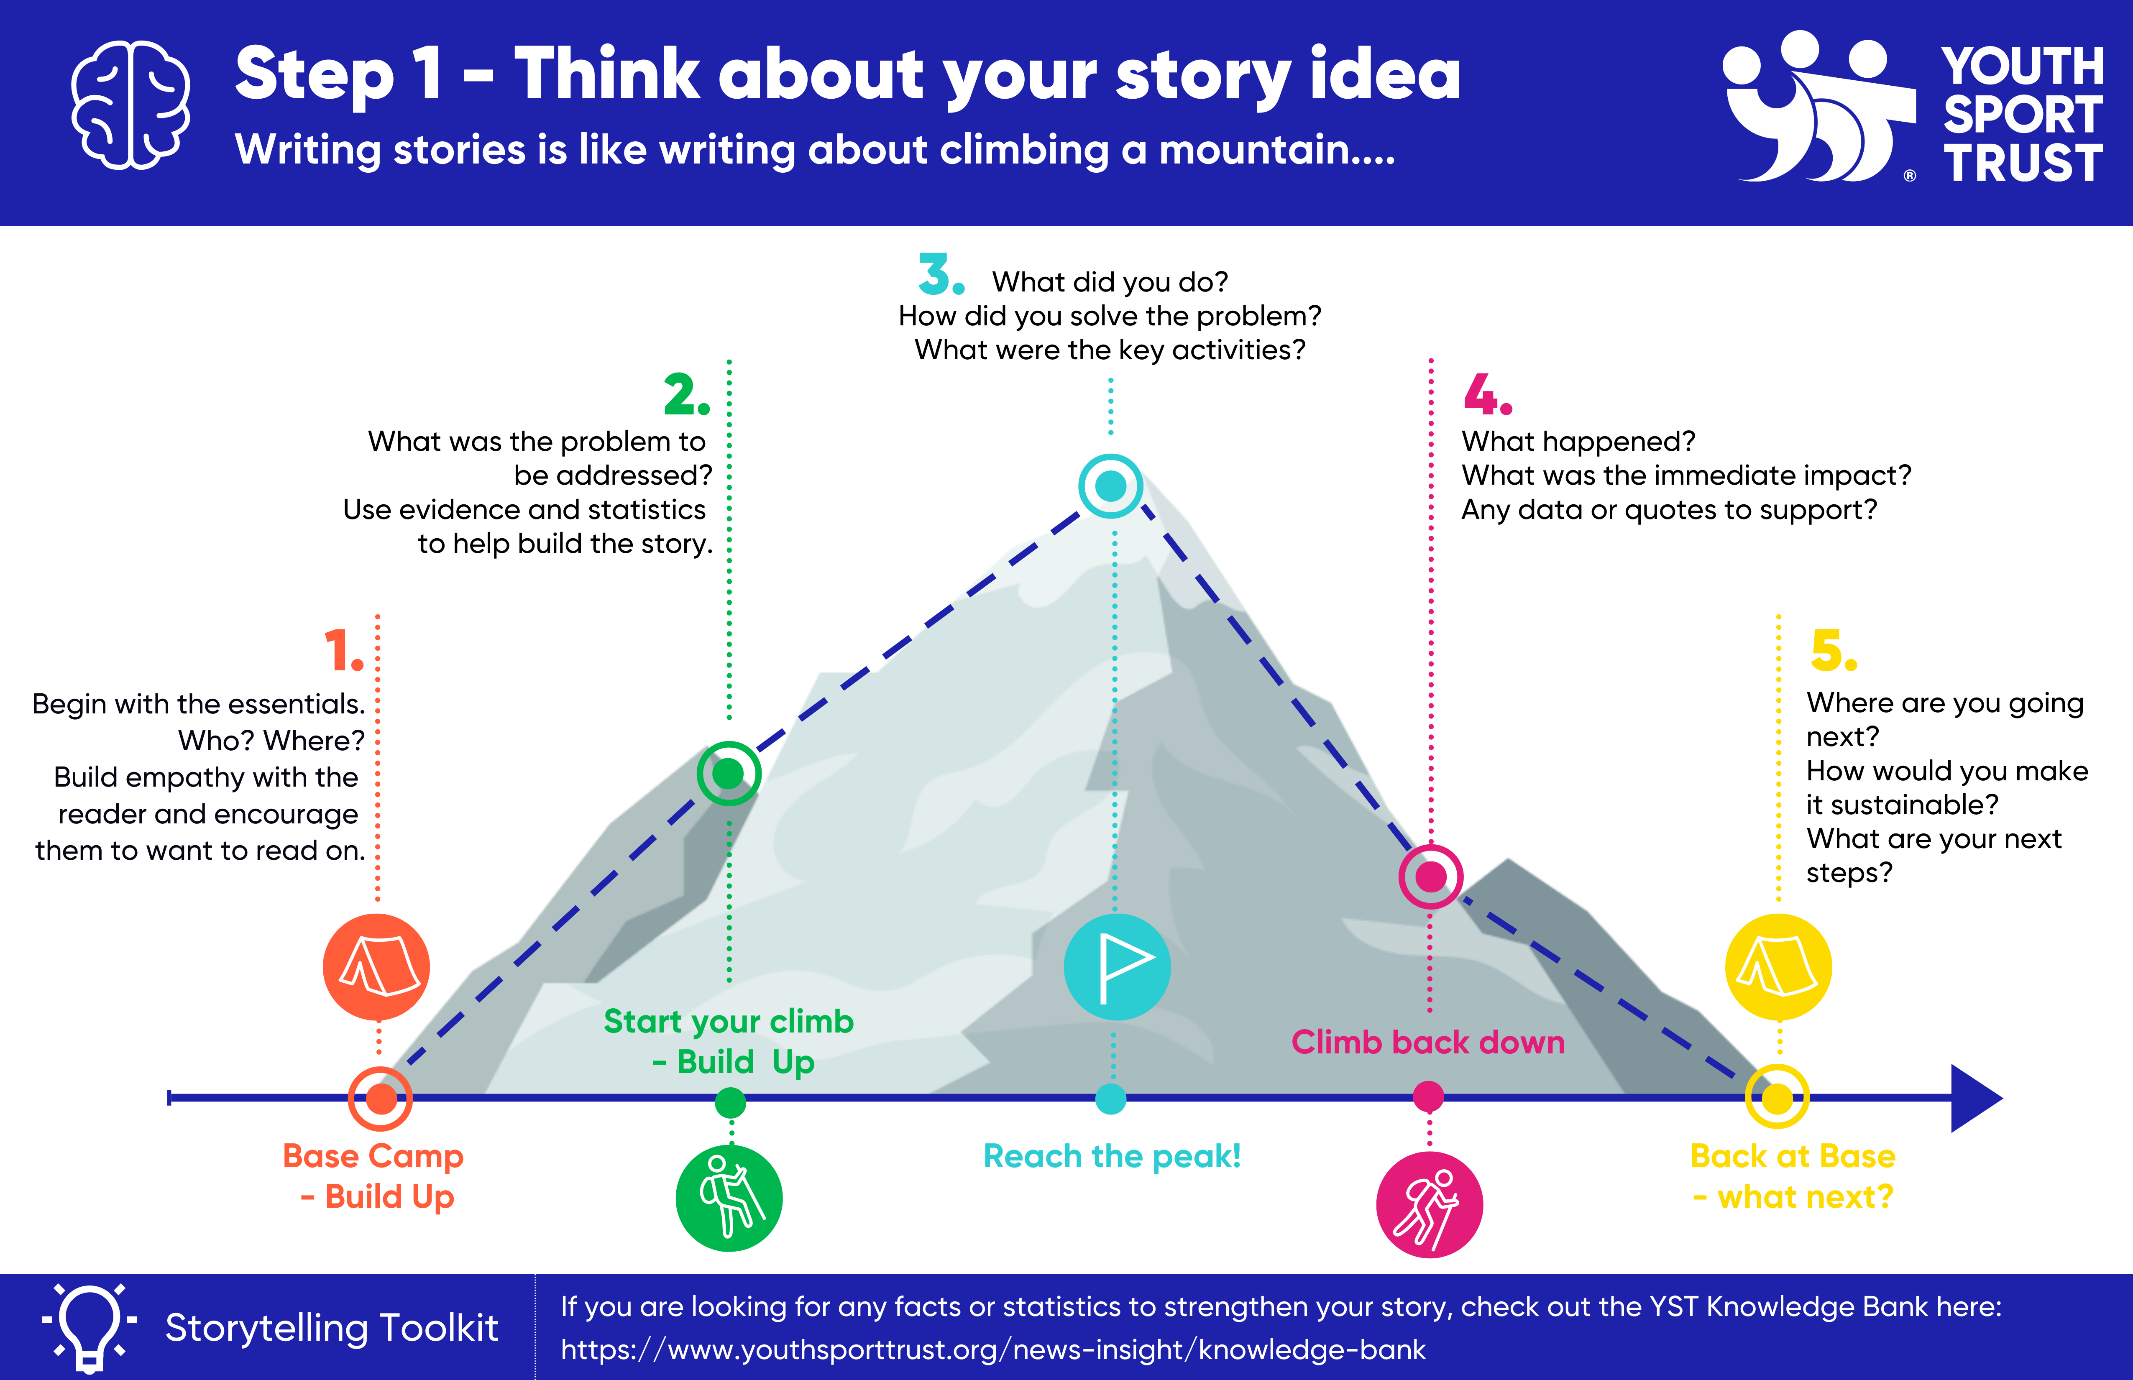 Step 1 - Think about your story idea
Writing stories is like writing about climbing a mountain....
YOUTH
SPORT
TRUST
®
1.
Begin with the essentials.
Who? Where?
Build empathy with the
reader and encourage
them to want to read on.
2.
What was the problem to
be addressed?
Use evidence and statistics
to help build the story.
3. What did you do?
How did you solve the problem?
What were the key activities?
4.
What happened?
What was the immediate impact?
Any data or quotes to support?
5.
Where are you going
next?
How would you make
it sustainable?
What are your next
steps?
Base Camp
- Build Up
Start your climb
- Build Up
Reach the peak!
Climb back down
Back at Base
- what next?
Storytelling Toolkit
If you are looking for any facts or statistics to strengthen your story, check out the YST Knowledge Bank here:
https://www.youthsporttrust.org/news-insight/knowledge-bank